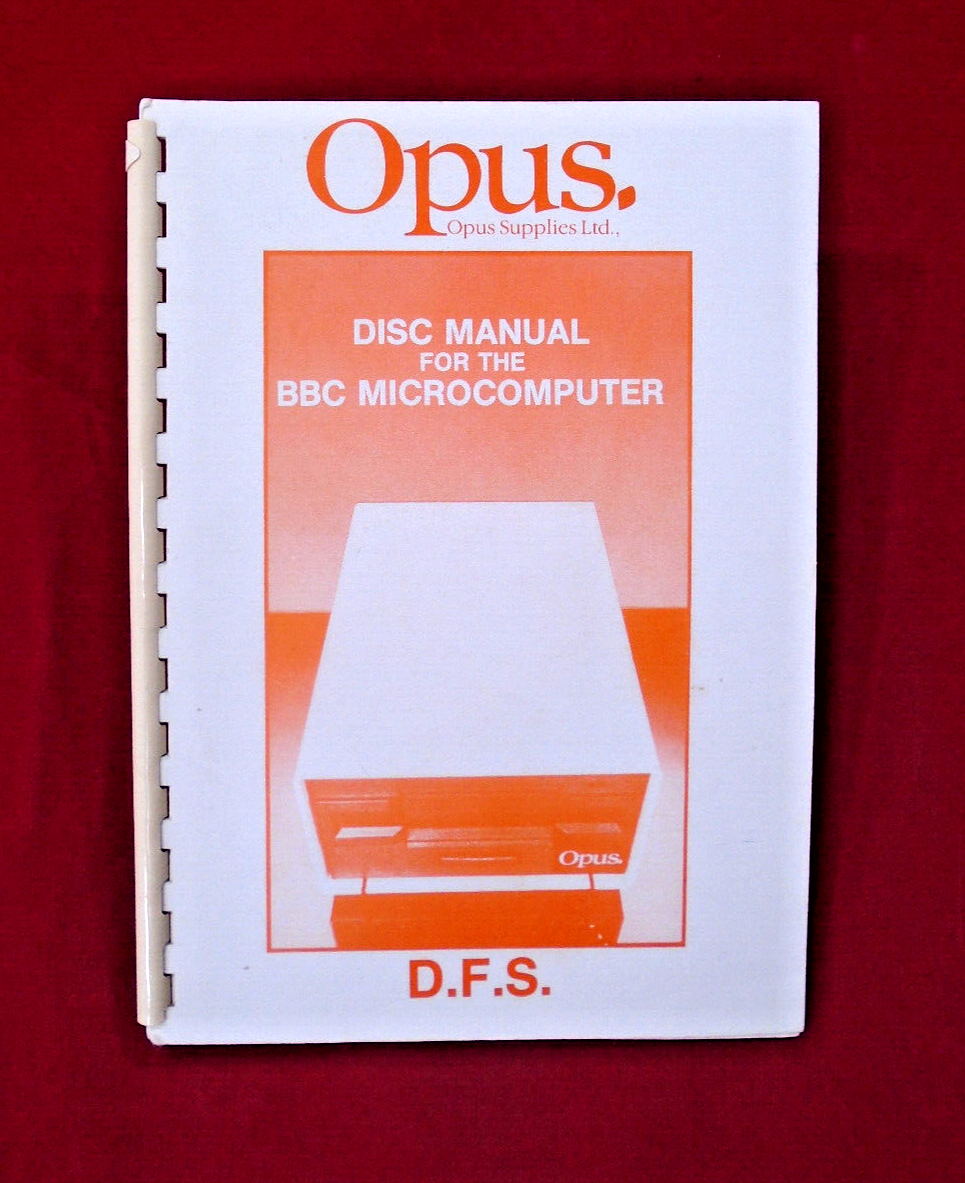 Opus.
Opus Supplies Ltd.,
DISC MANUAL
FOR THE
BBC MICROCOMPUTER
Opus.
D.F.S.